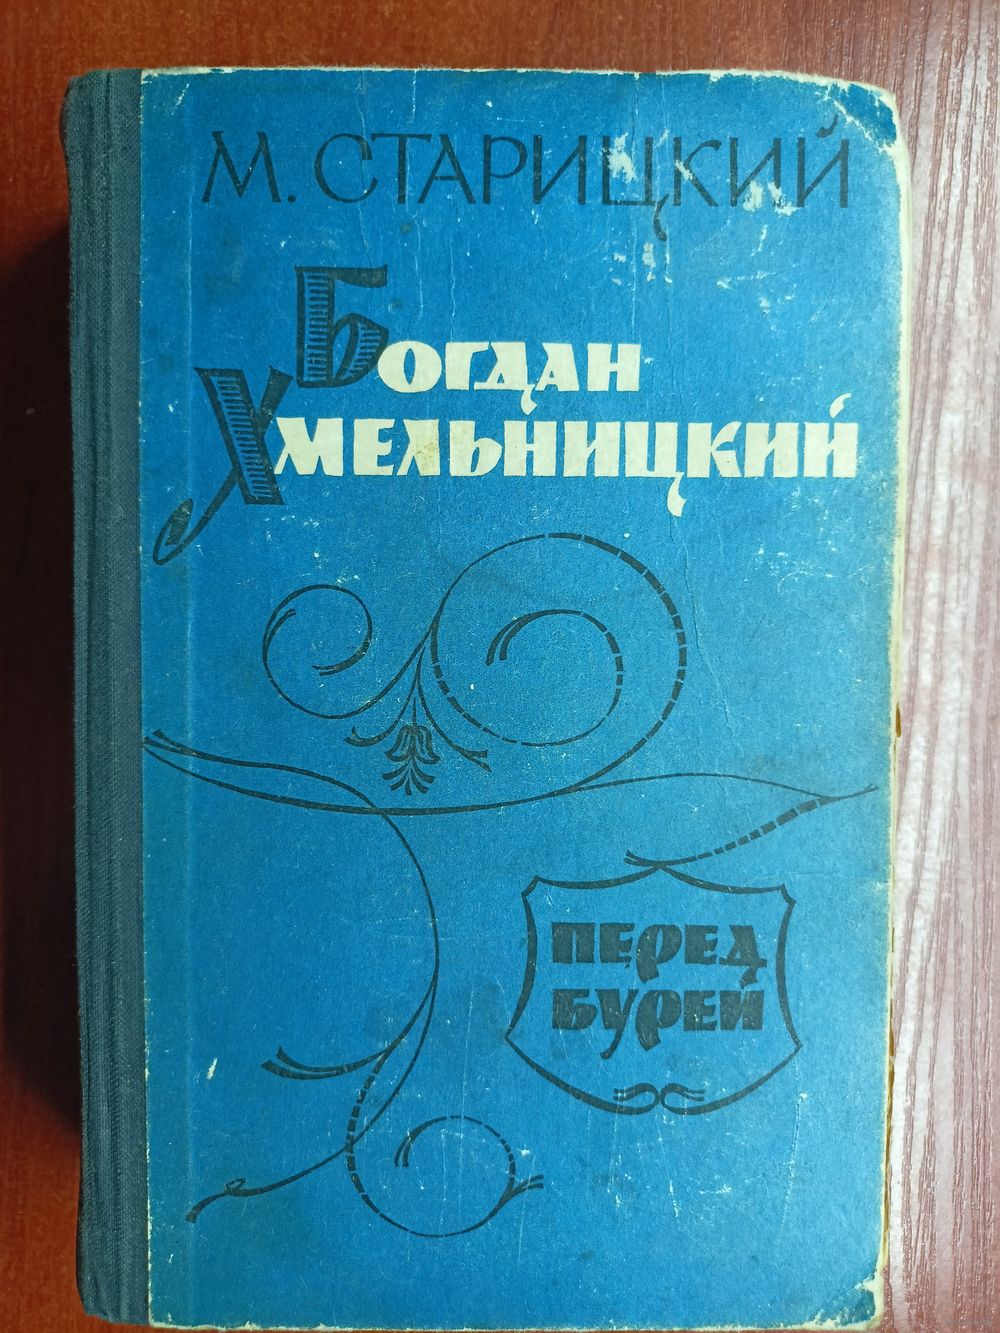 М. СТАРИЦКИЙ
БОГДАН
ХМЕЛЬНИЦКИЙ
ПЕРЕД
БУРЕЙ